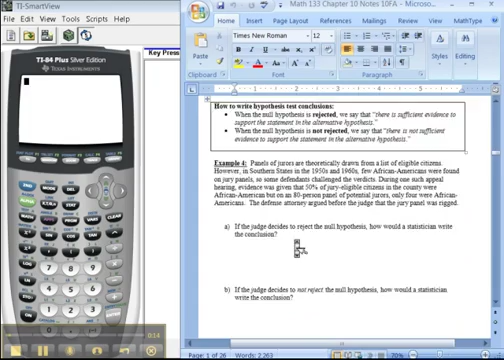 TI-SmartView
File Edit View Tools Help
Key Press
TI-84 Plus Silver Edition
TEXAS INSTRUMENTS
Math 133 Chapter 10 Notes 10FA - Microsoft
Home Insert Page Layout References Mailings Review View MathType
Times New Roman 12
Paste
Styles Editing
Clipboard Font
How to write hypothesis test conclusions:
• When the null hypothesis is rejected, we say that "there is sufficient evidence to
support the statement in the alternative hypothesis."
• When the null hypothesis is not rejected, we say that "there is not sufficient
evidence to support the statement in the alternative hypothesis."
Example 4: Panels of jurors are theoretically drawn from a list of eligible citizens.
However, in Southern States in the 1950s and 1960s, few African-Americans were found
on jury panels, so some defendants challenged the verdicts. During one such appeal
hearing, evidence was given that 50% of jury-eligible citizens in the county were
African-American but on an 80-person panel of potential jurors, only four were African-
Americans. The defense attorney argued before the judge that the jury panel was rigged.
a) If the judge decides to reject the null hypothesis, how would a statistician write
the conclusion?
b) If the judge decides to not reject the null hypothesis, how would a statistician
write the conclusion?
0:14
Page: 1 of 26 Words: 2,263 70%